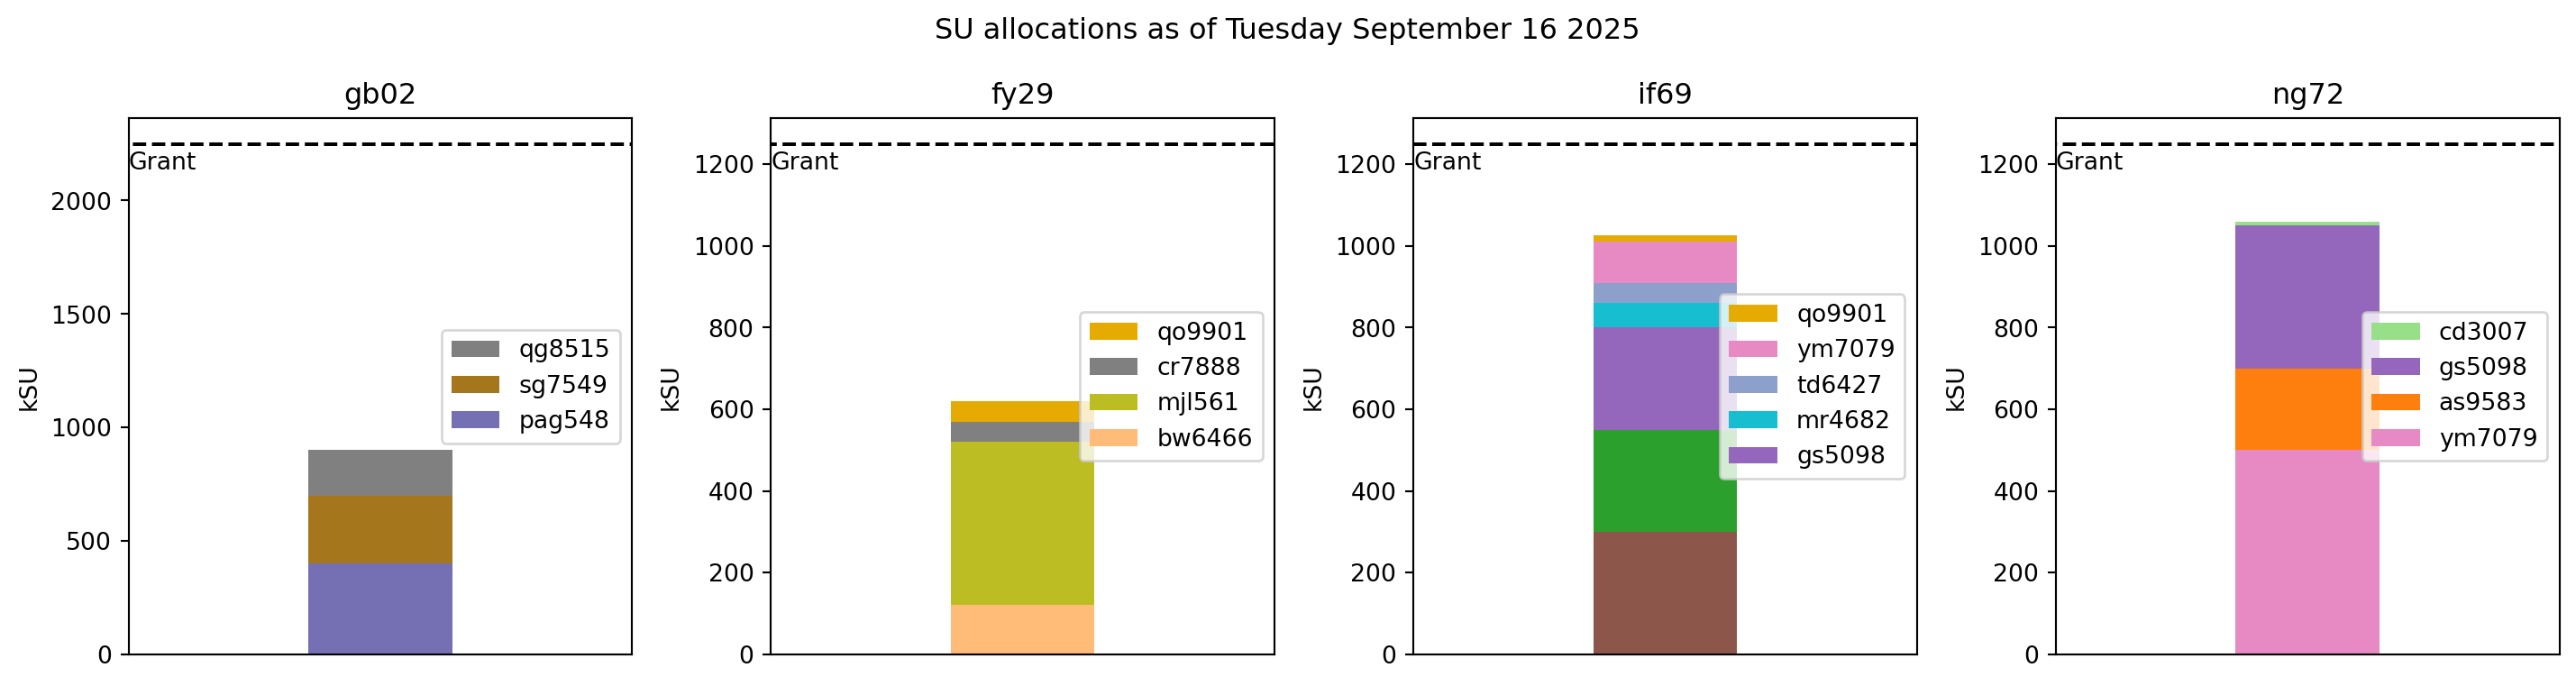 SU allocations as of Tuesday September 16 2025
gb02
kSU
2000
1500
1000
500
0
Grant
qg8515
sg7549
pag548
fy29
kSU
1200
1000
800
600
400
200
0
Grant
qo9901
cr7888
mjl561
bw6466
if69
kSU
1200
1000
800
600
400
200
0
Grant
qo9901
ym7079
td6427
mr4682
gs5098
ng72
kSU
1200
1000
800
600
400
200
0
Grant
cd3007
gs5098
as9583
ym7079